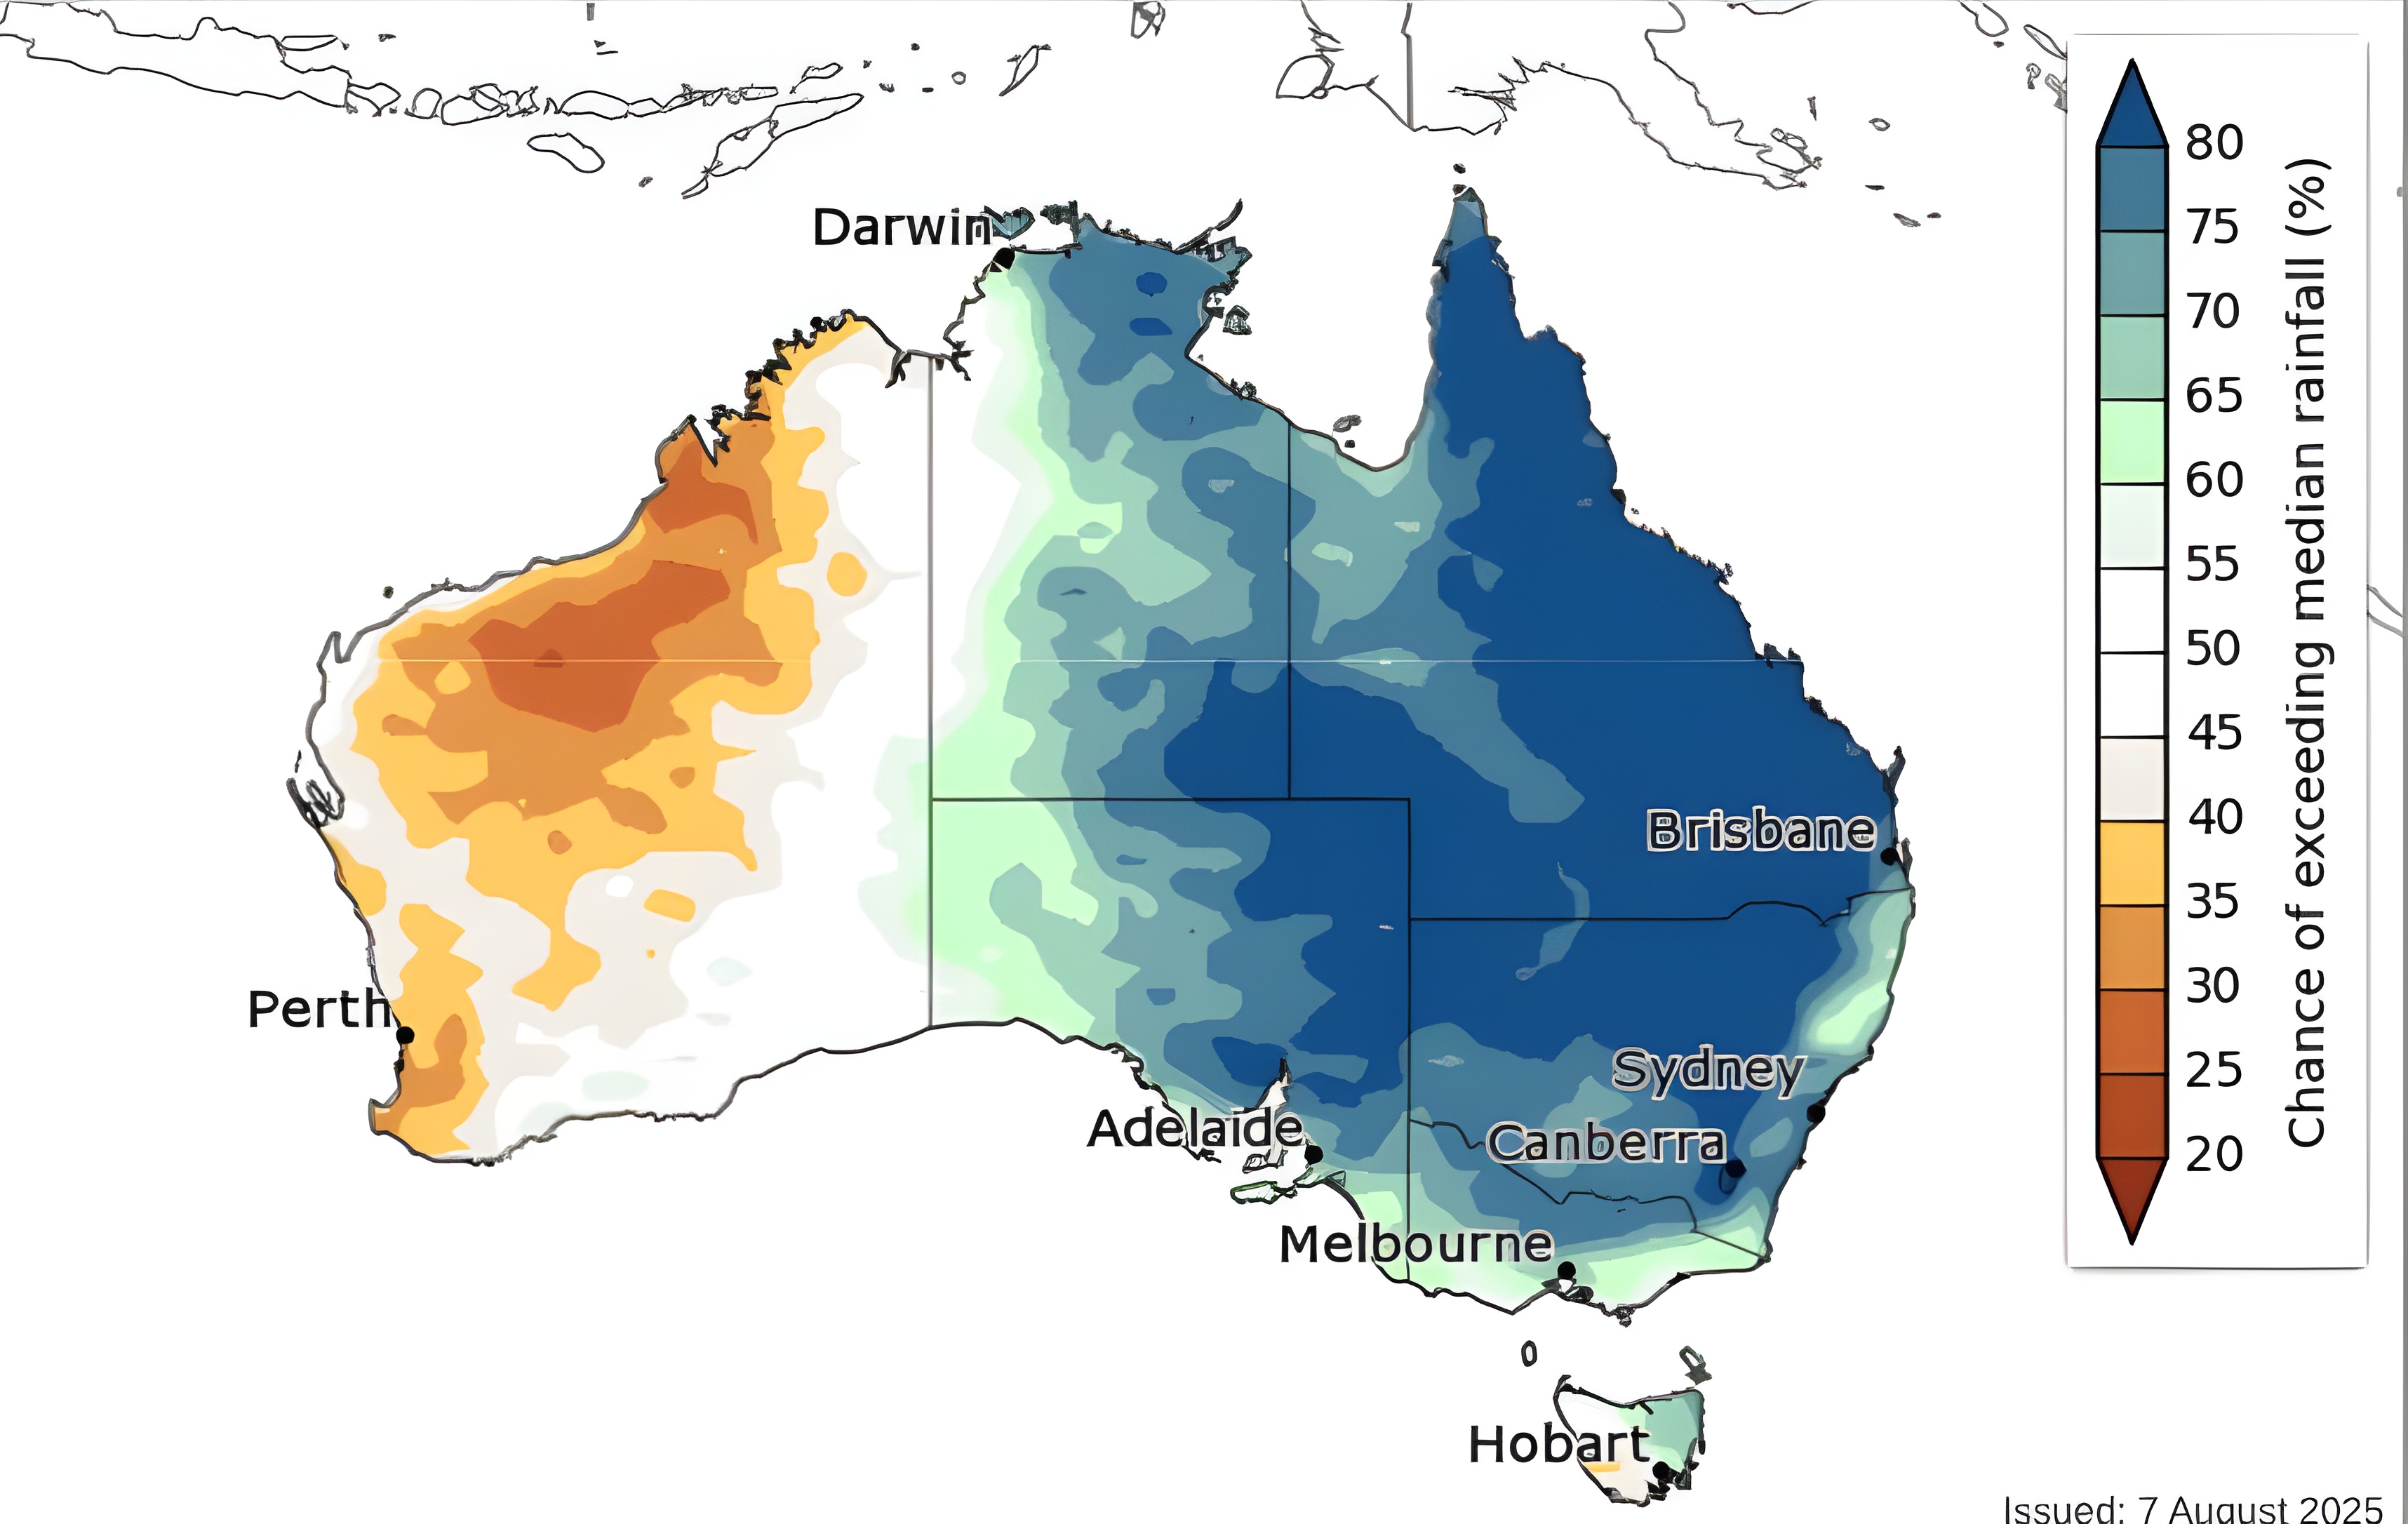 Darwin
Brisbane
Perth
Sydney
Adelaide
Canberra
Melbourne
Hobart
80
75
70
65
60
55
50
45
40
35
30
25
20
Chance of exceeding median rainfall (%)
Issued: 7 August 2025